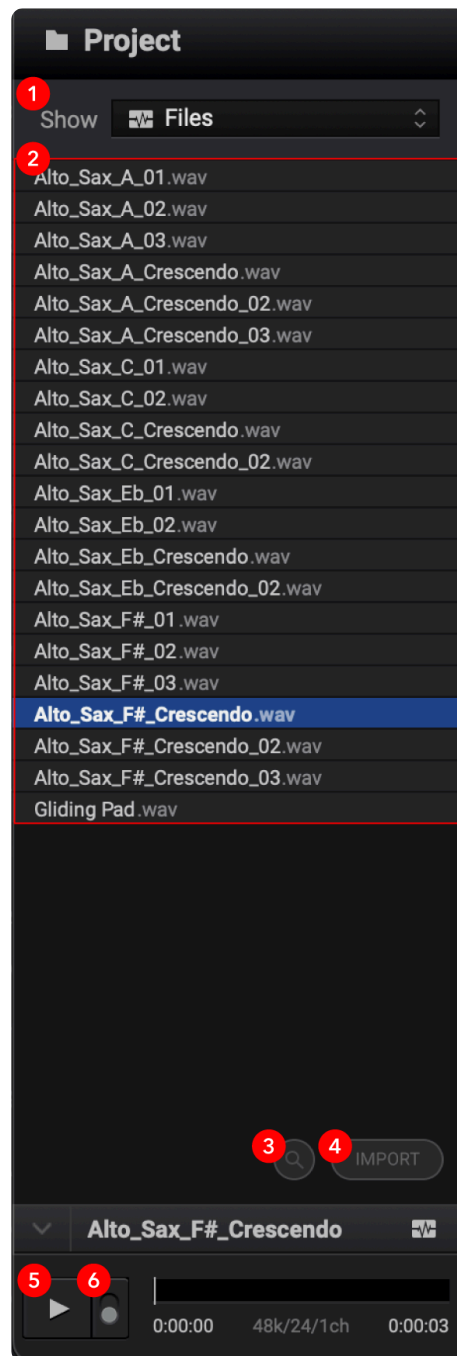 Project
1
Show Files
2
Alto_Sax_A_01.wav
Alto_Sax_A_02.wav
Alto_Sax_A_03.wav
Alto_Sax_A_Crescendo.wav
Alto_Sax_A_Crescendo_02.wav
Alto_Sax_A_Crescendo_03.wav
Alto_Sax_C_01.wav
Alto_Sax_C_02.wav
Alto_Sax_C_Crescendo.wav
Alto_Sax_C_Crescendo_02.wav
Alto_Sax_Eb_01.wav
Alto_Sax_Eb_02.wav
Alto_Sax_Eb_Crescendo.wav
Alto_Sax_Eb_Crescendo_02.wav
Alto_Sax_F#_01.wav
Alto_Sax_F#_02.wav
Alto_Sax_F#_03.wav
Alto_Sax_F#_Crescendo.wav
Alto_Sax_F#_Crescendo_02.wav
Alto_Sax_F#_Crescendo_03.wav
Gliding Pad.wav
3 4 IMPORT
Alto_Sax_F#_Crescendo
5 6
0:00:00 48k/24/1ch 0:00:03